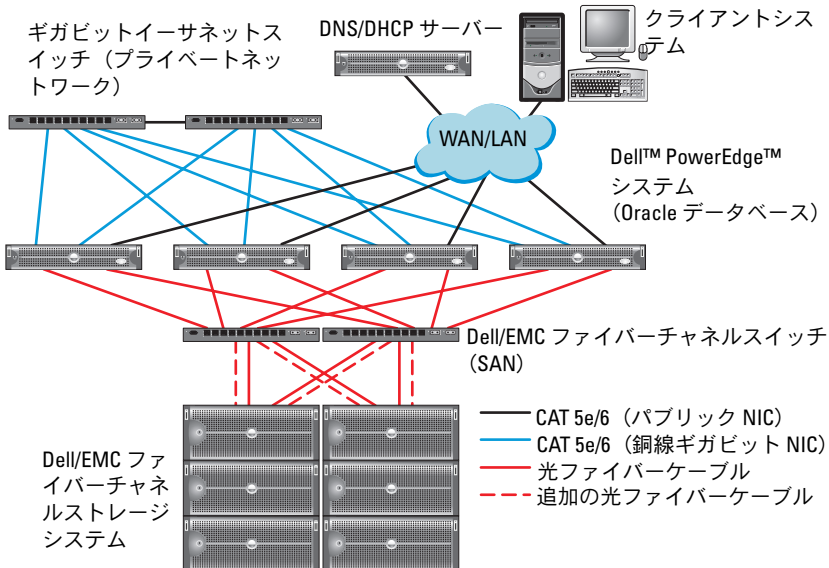 ギガビットイーサネットス
イッチ（プライベートネッ
トワーク）
DNS/DHCP サーバー
クライアントシス
テム
WAN/LAN
Dell™ PowerEdge™
システム
（Oracle データベース）
Dell/EMC ファイバーチャネルスイッチ
（SAN）
Dell/EMC ファ
イバーチャネ
ルストレージ
システム
CAT 5e/6（パブリック NIC）
CAT 5e/6（銅線ギガビット NIC）
光ファイバーケーブル
追加の光ファイバーケーブル